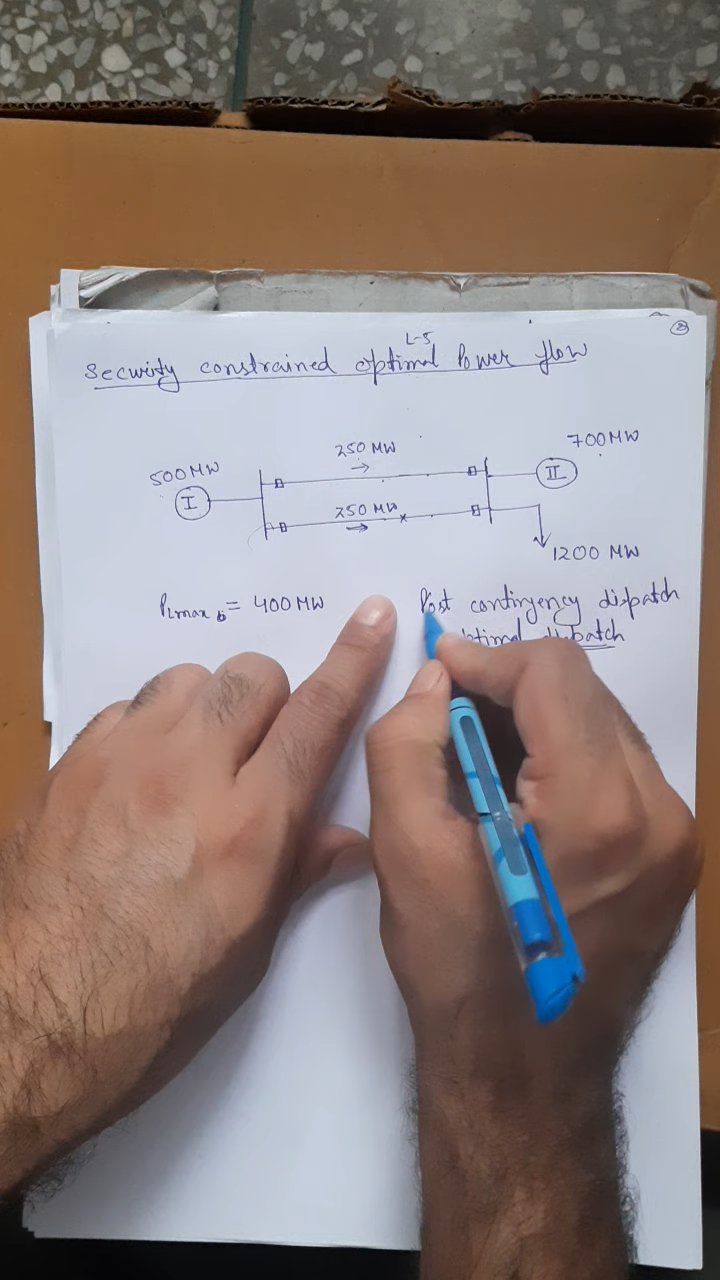 L-5
②
Security constrained optimal Power flow
250 MW
700 MW
500 MW
I
II
250 MW
1200 MW
PLmax = 400 MW
Post contingency dispatch